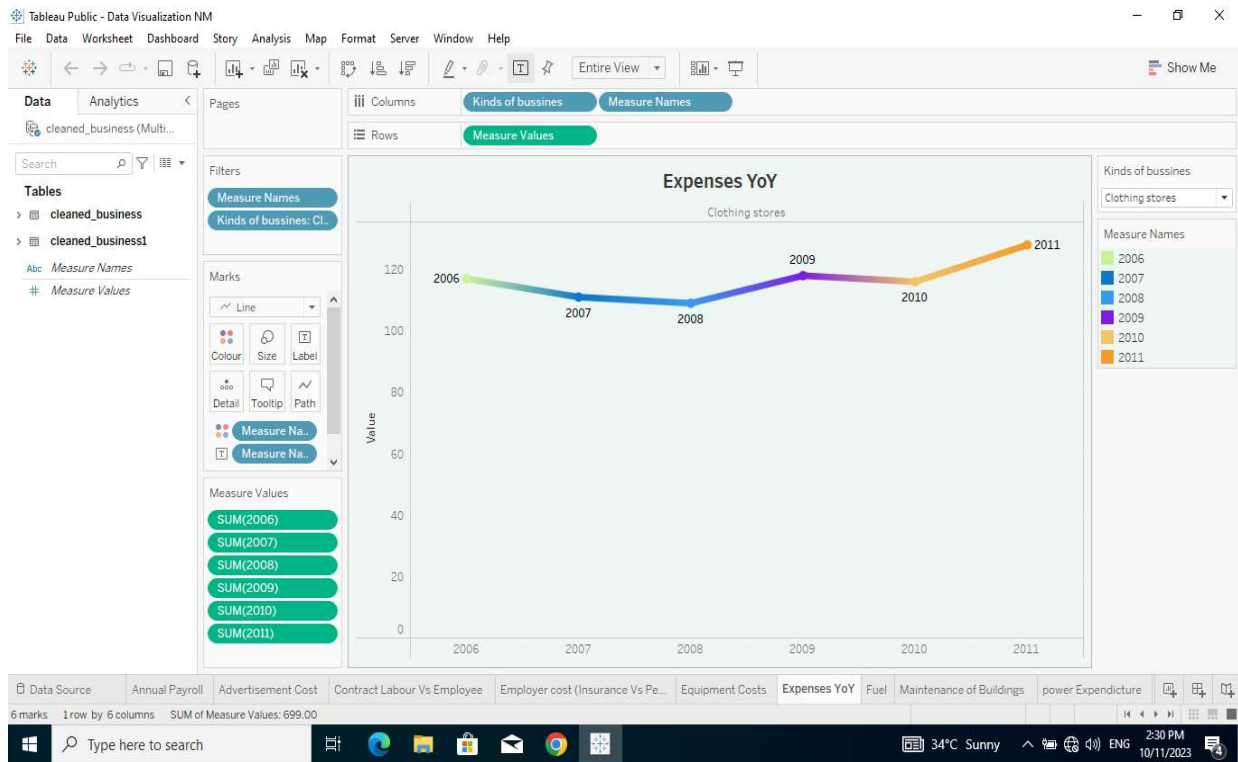 Tableau Public - Data Visualization NM
File Data Worksheet Dashboard Story Analysis Map Format Server Window Help
Entire View
Show Me
Data Analytics
Pages
Columns Kinds of bussines Measure Names
cleaned_business (Multi...
Rows Measure Values
Search
Tables
cleaned_business
cleaned_business1
Abc Measure Names
# Measure Values
Filters
Measure Names
Kinds of bussines: Cl..
Marks
Line
Colour Size Label
Detail Tooltip Path
Measure Na..
Measure Na..
Measure Values
SUM(2006)
SUM(2007)
SUM(2008)
SUM(2009)
SUM(2010)
SUM(2011)
Expenses YoY
Clothing stores
Value
120
100
80
60
40
20
0
2006
2007
2008
2009
2010
2011
2006 2007 2008 2009 2010 2011
Kinds of bussines
Clothing stores
Measure Names
2006
2007
2008
2009
2010
2011
Data Source Annual Payroll Advertisement Cost Contract Labour Vs Employee Employer cost (Insurance Vs Pe... Equipment Costs Expenses YoY Fuel Maintenance of Buildings power Expendicture
6 marks 1 row by 6 columns SUM of Measure Values: 699.00
Type here to search
34°C Sunny
ENG
2:30 PM
10/11/2023
4